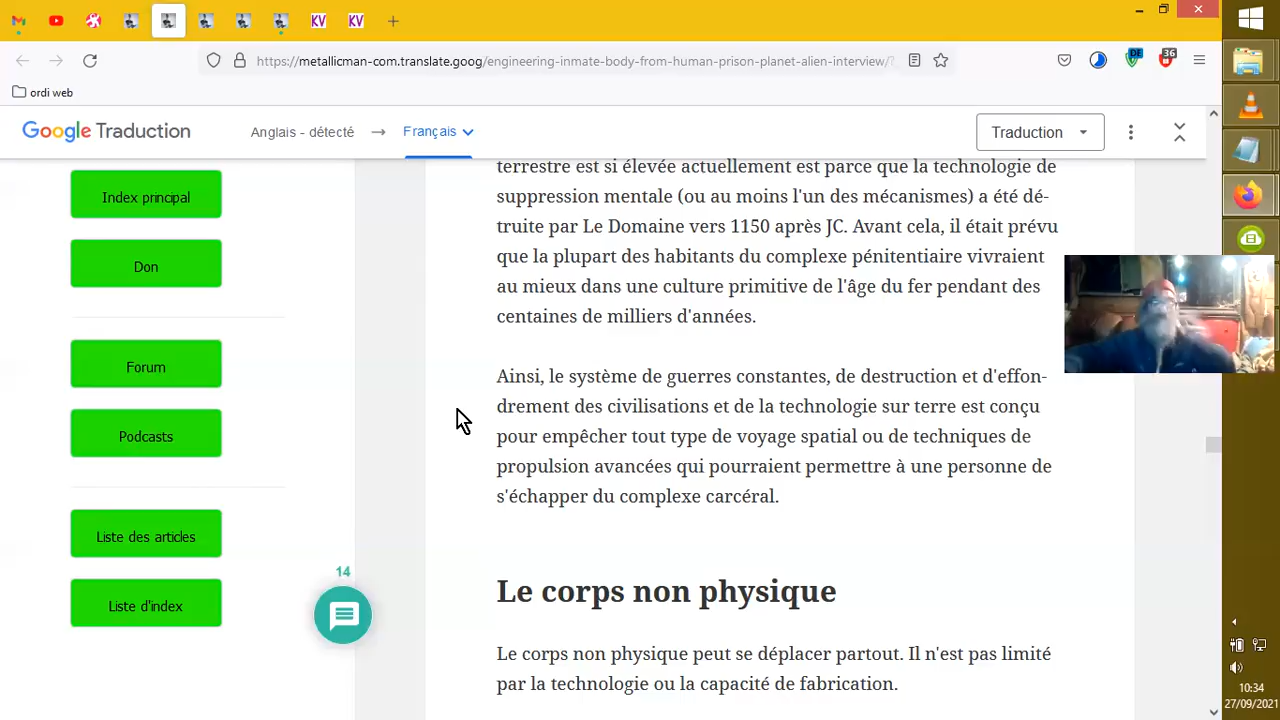 KV
KV
https://metallicman-com.translate.goog/engineering-inmate-body-from-human-prison-planet-alien-interview/?
DE
36
ordi web
Google Traduction
Anglais - détecté
Français
Traduction
Index principal
Don
Forum
Podcasts
Liste des articles
Liste d'index
14
terrestre est si élevée actuellement est parce que la technologie de
suppression mentale (ou au moins l'un des mécanismes) a été dé-
truite par Le Domaine vers 1150 après JC. Avant cela, il était prévu
que la plupart des habitants du complexe pénitentiaire vivraient
au mieux dans une culture primitive de l'âge du fer pendant des
centaines de milliers d'années.
Ainsi, le système de guerres constantes, de destruction et d'effon-
drement des civilisations et de la technologie sur terre est conçu
pour empêcher tout type de voyage spatial ou de techniques de
propulsion avancées qui pourraient permettre à une personne de
s'échapper du complexe carcéral.
Le corps non physique
Le corps non physique peut se déplacer partout. Il n'est pas limité
par la technologie ou la capacité de fabrication.
10:34
27/09/2021